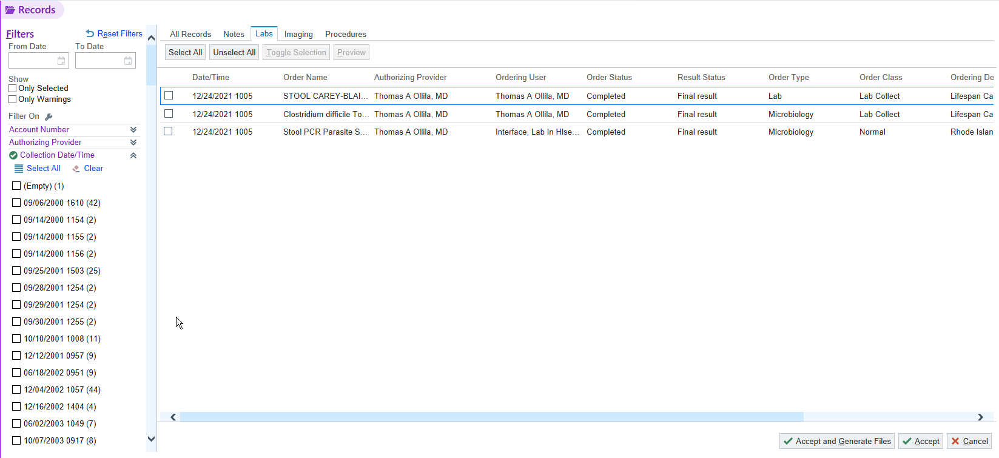 Records
Filters
Reset Filters
From Date To Date
Show
Only Selected
Only Warnings
Filter On
Account Number
Authorizing Provider
Collection Date/Time
Select All Clear
(Empty) (1)
09/06/2000 1610 (42)
09/14/2000 1154 (2)
09/14/2000 1155 (2)
09/14/2000 1156 (2)
09/25/2001 1503 (25)
09/28/2001 1254 (2)
09/29/2001 1254 (2)
09/30/2001 1255 (2)
10/10/2001 1008 (11)
12/12/2001 0957 (9)
06/18/2002 0951 (9)
12/04/2002 1057 (44)
12/16/2002 1404 (4)
06/02/2003 1049 (7)
10/07/2003 0917 (8)
All Records Notes Labs Imaging Procedures
Select All Unselect All Toggle Selection Preview
Date/Time Order Name Authorizing Provider Ordering User Order Status Result Status Order Type Order Class Ordering De
12/24/2021 1005 STOOL CAREY-BLAI... Thomas A Ollila, MD Thomas A Ollila, MD Completed Final result Lab Lab Collect Lifespan Ca
12/24/2021 1005 Clostridium difficile To... Thomas A Ollila, MD Thomas A Ollila, MD Completed Final result Microbiology Lab Collect Lifespan Ca
12/24/2021 1005 Stool PCR Parasite S... Thomas A Ollila, MD Interface, Lab In Hlse... Completed Final result Microbiology Normal Rhode Islan
Accept and Generate Files Accept Cancel